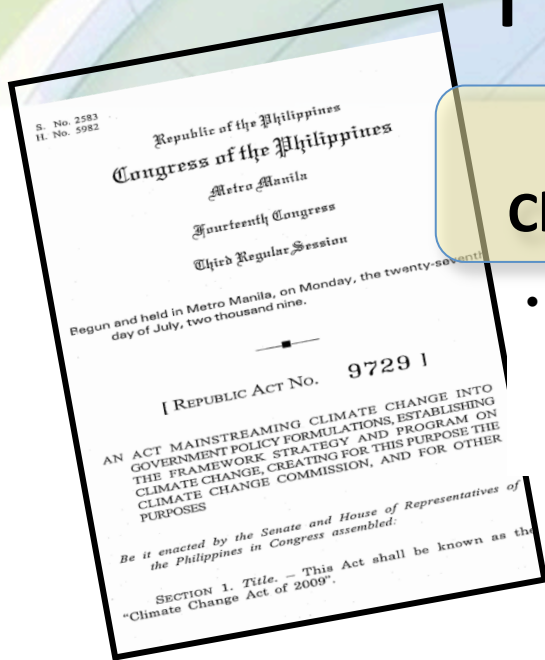 S. No. 2583
H. No. 5982
Republic of the Philippines
Congress of the Philippines
Metro Manila
Fourteenth Congress
Third Regular Session
Begun and held in Metro Manila, on Monday, the twenty-seventh
day of July, two thousand nine.
[ REPUBLIC ACT NO. 9729 ]
AN ACT MAINSTREAMING CLIMATE CHANGE INTO
GOVERNMENT POLICY FORMULATIONS, ESTABLISHING
THE FRAMEWORK STRATEGY AND PROGRAM ON
CLIMATE CHANGE, CREATING FOR THIS PURPOSE THE
CLIMATE CHANGE COMMISSION, AND FOR OTHER
PURPOSES
Be it enacted by the Senate and House of Representatives of
the Philippines in Congress assembled:
SECTION 1. Title. – This Act shall be known as the
“Climate Change Act of 2009”.